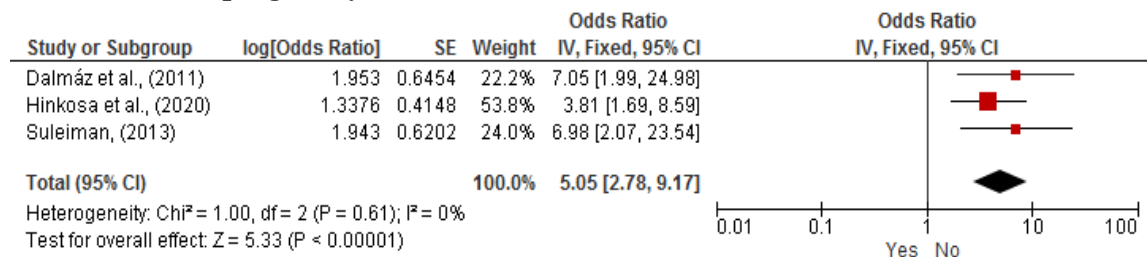 Odds Ratio Odds Ratio
Study or Subgroup log[Odds Ratio] SE Weight IV, Fixed, 95% CI IV, Fixed, 95% CI
Dalmáz et al., (2011) 1.953 0.6454 22.2% 7.05 [1.99, 24.98]
Hinkosa et al., (2020) 1.3376 0.4148 53.8% 3.81 [1.69, 8.59]
Suleiman, (2013) 1.943 0.6202 24.0% 6.98 [2.07, 23.54]
Total (95% CI) 100.0% 5.05 [2.78, 9.17]
Heterogeneity: Chi² = 1.00, df = 2 (P = 0.61); I² = 0%
Test for overall effect: Z = 5.33 (P < 0.00001)
0.01 0.1 1 10 100
Yes No